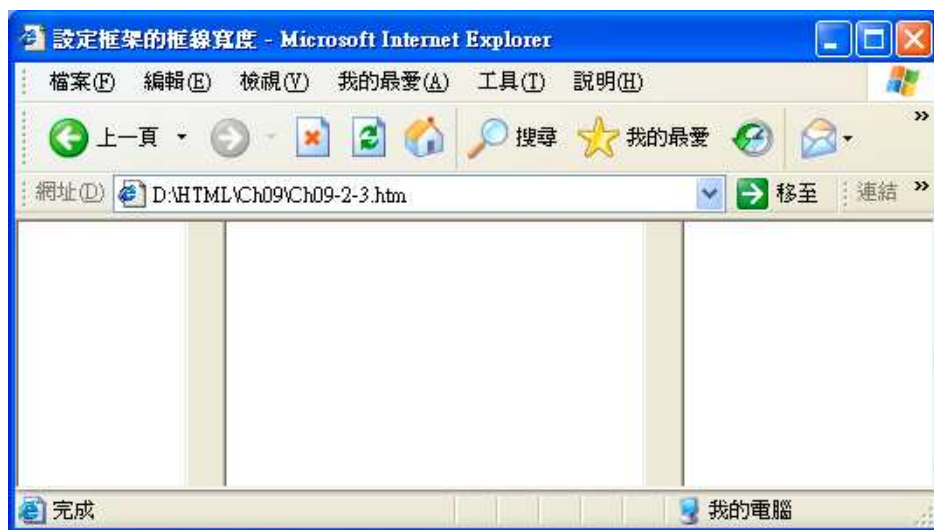 設定框架的框線寬度 - Microsoft Internet Explorer
檔案(F) 編輯(E) 檢視(V) 我的最愛(A) 工具(T) 說明(H)
上一頁 搜尋 我的最愛 »
網址(D) D:\HTML\Ch09\Ch09-2-3.htm 移至 連結 »
完成 我的電腦